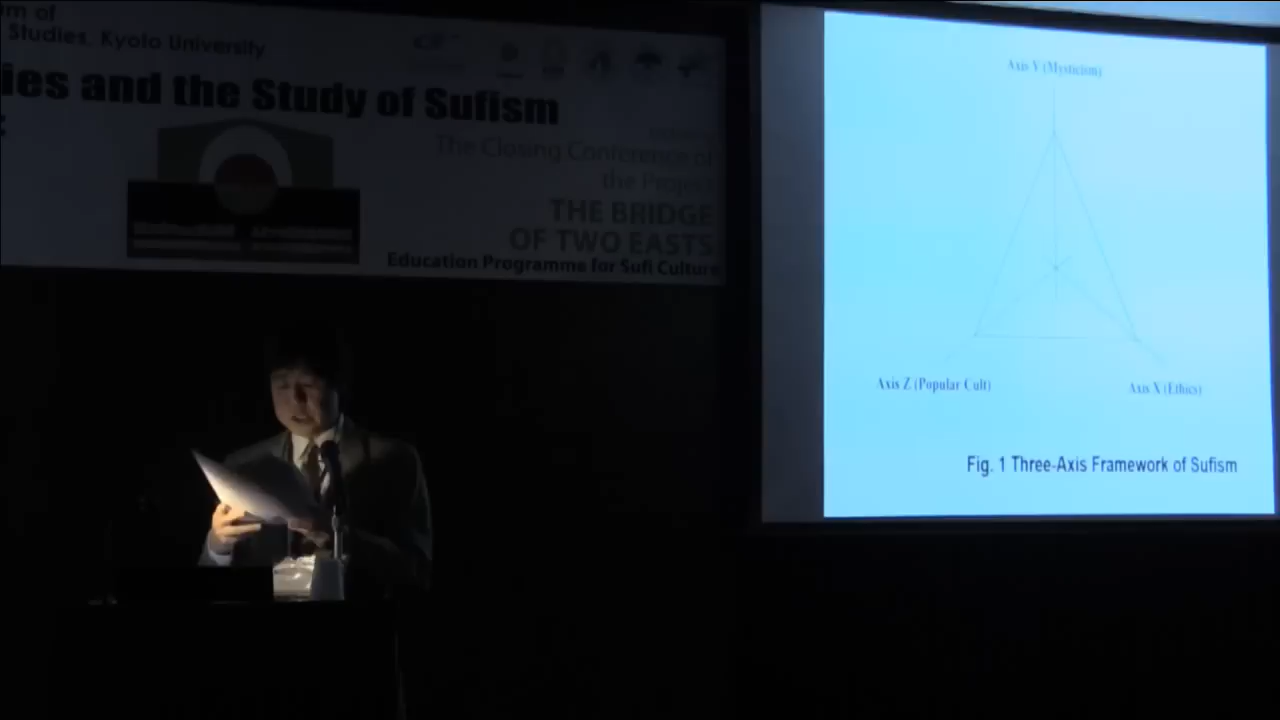 m of
Studies, Kyoto University
ies and the Study of Sufism
The Closing Conference of
the Project
THE BRIDGE
OF TWO EASTS
Education Programme for Sufi Culture
Axis Y (Mysticism)
Axis Z (Popular Cult)
Axis X (Ethics)
Fig. 1 Three-Axis Framework of Sufism